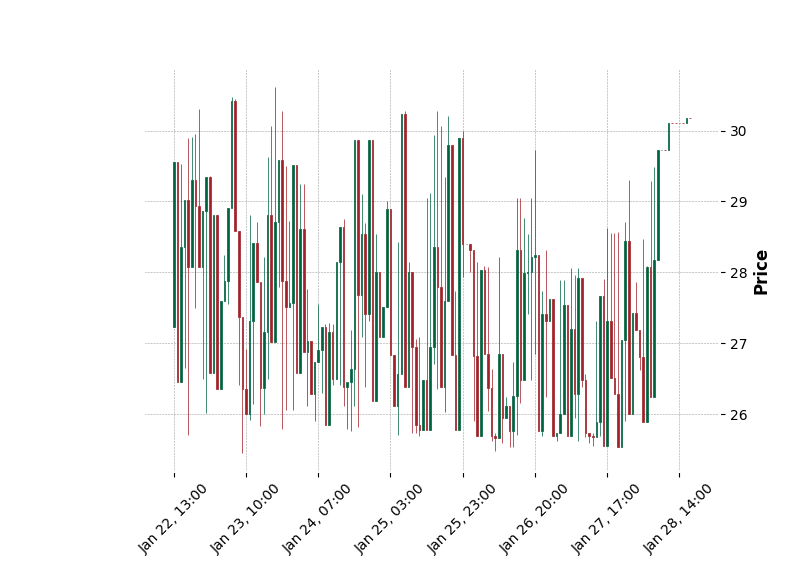 30
29
28
27
26
Price
Jan 22, 13:00
Jan 23, 10:00
Jan 24, 07:00
Jan 25, 03:00
Jan 25, 23:00
Jan 26, 20:00
Jan 27, 17:00
Jan 28, 14:00